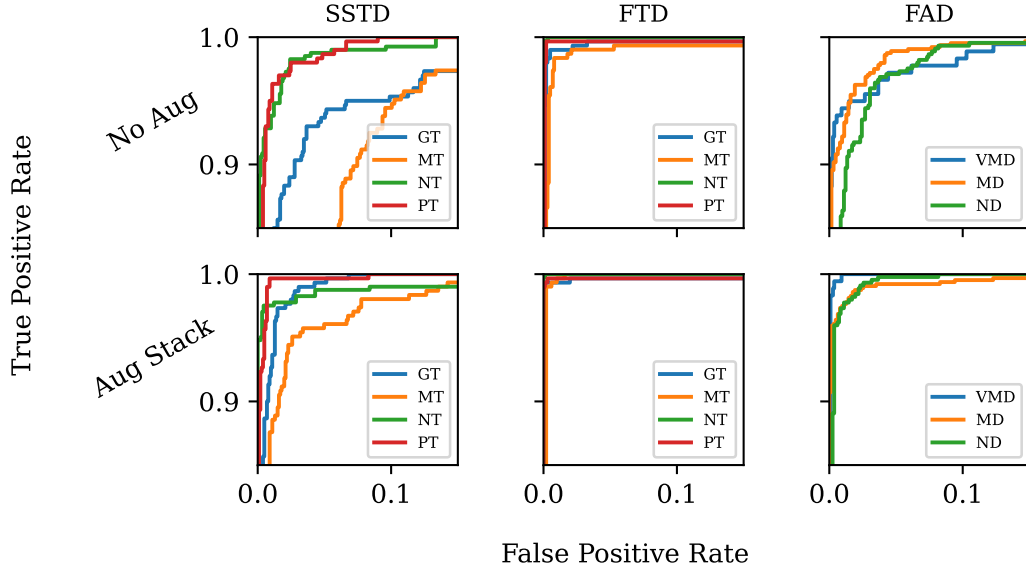 SSTD FTD FAD
1.0
0.9
No Aug
GT
MT
NT
PT
GT
MT
NT
PT
VMD
MD
ND
True Positive Rate
1.0
0.9
Aug Stack
GT
MT
NT
PT
GT
MT
NT
PT
VMD
MD
ND
0.0 0.1 0.0 0.1 0.0 0.1
False Positive Rate